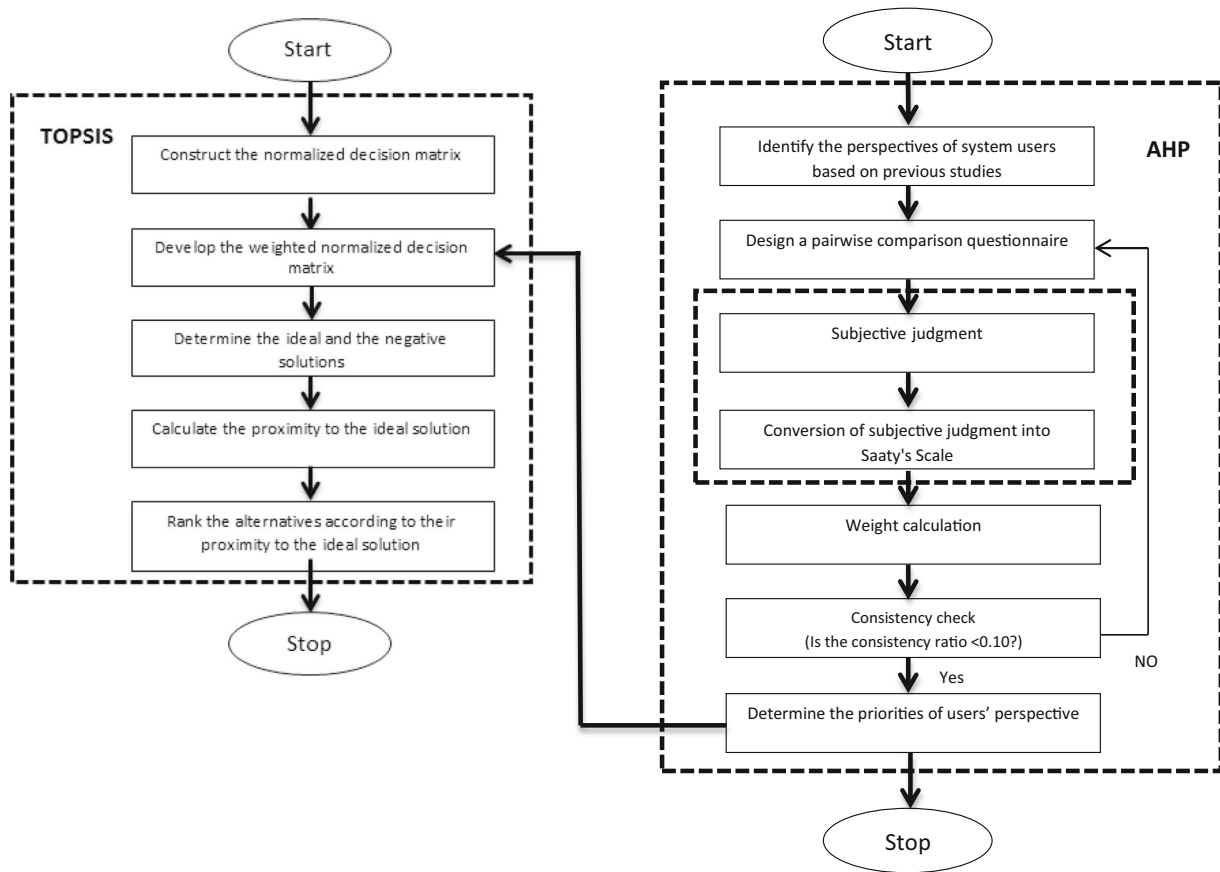 Start
TOPSIS
Construct the normalized decision matrix
Develop the weighted normalized decision
matrix
Determine the ideal and the negative
solutions
Calculate the proximity to the ideal solution
Rank the alternatives according to their
proximity to the ideal solution
Stop
Start
AHP
Identify the perspectives of system users
based on previous studies
Design a pairwise comparison questionnaire
Subjective judgment
Conversion of subjective judgment into
Saaty's Scale
Weight calculation
Consistency check
(Is the consistency ratio <0.10?)
NO
Yes
Determine the priorities of users’ perspective
Stop